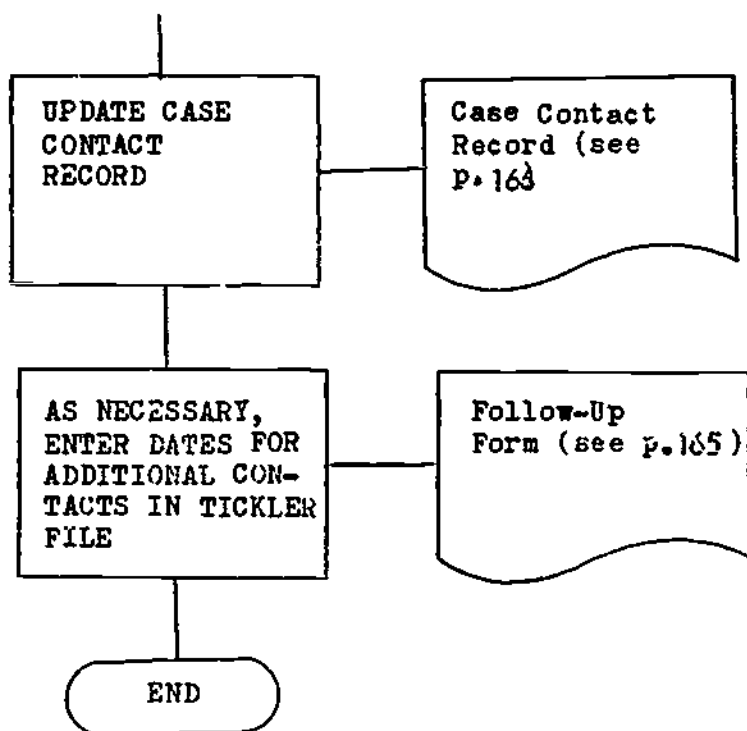 UPDATE CASE
CONTACT
RECORD
Case Contact
Record (see
p.163
AS NECESSARY,
ENTER DATES FOR
ADDITIONAL CON-
TACTS IN TICKLER
FILE
Follow-Up
Form (see p.165)
END